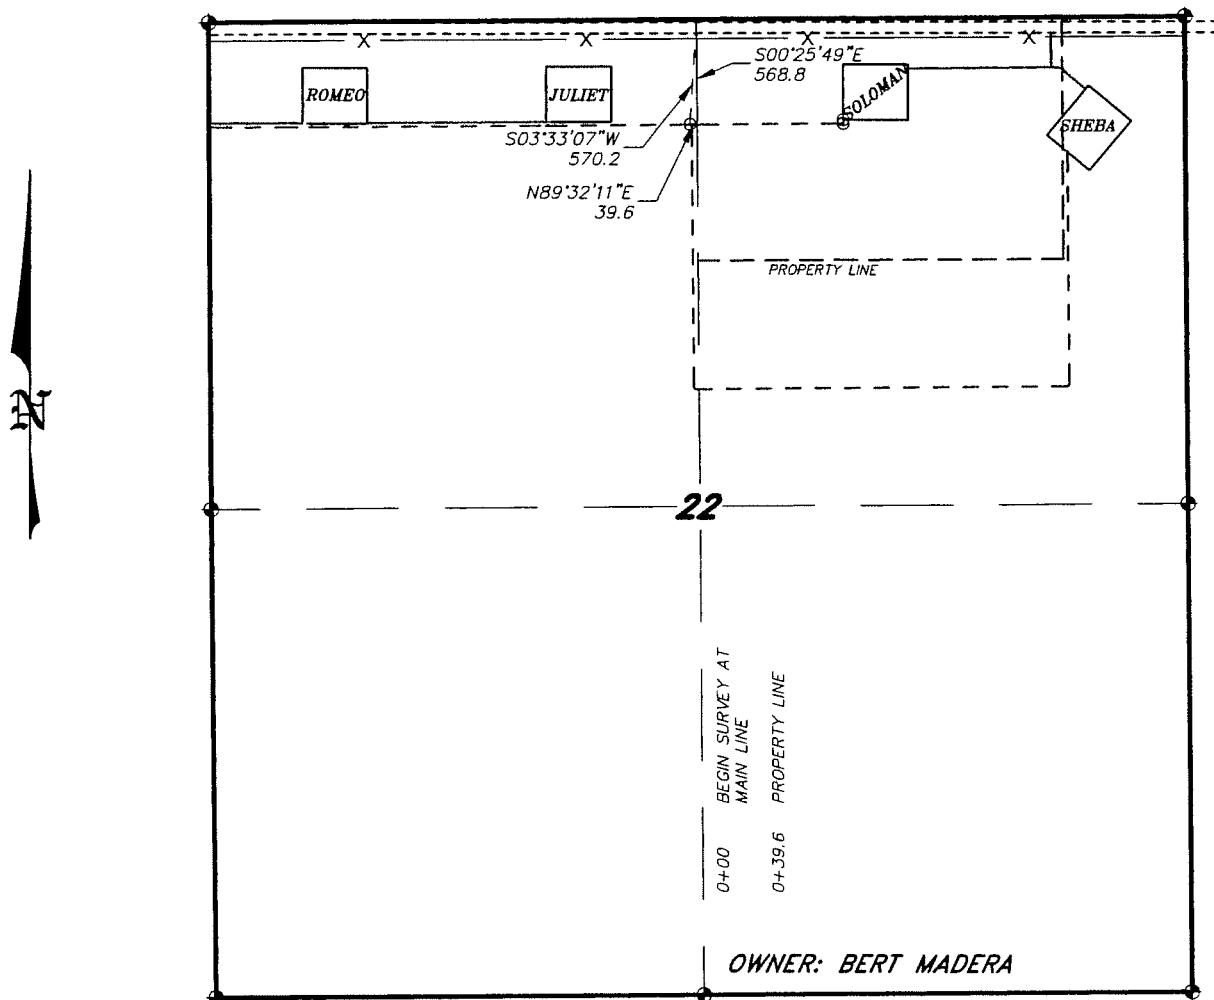 S00°25'49"E
568.8
ROMEO
JULIET
SOLOMAN
SHEBA
S03°33'07"W
570.2
N89°32'11"E
39.6
PROPERTY LINE
N
22
0+00 BEGIN SURVEY AT
MAIN LINE
0+39.6 PROPERTY LINE
OWNER: BERT MADERA